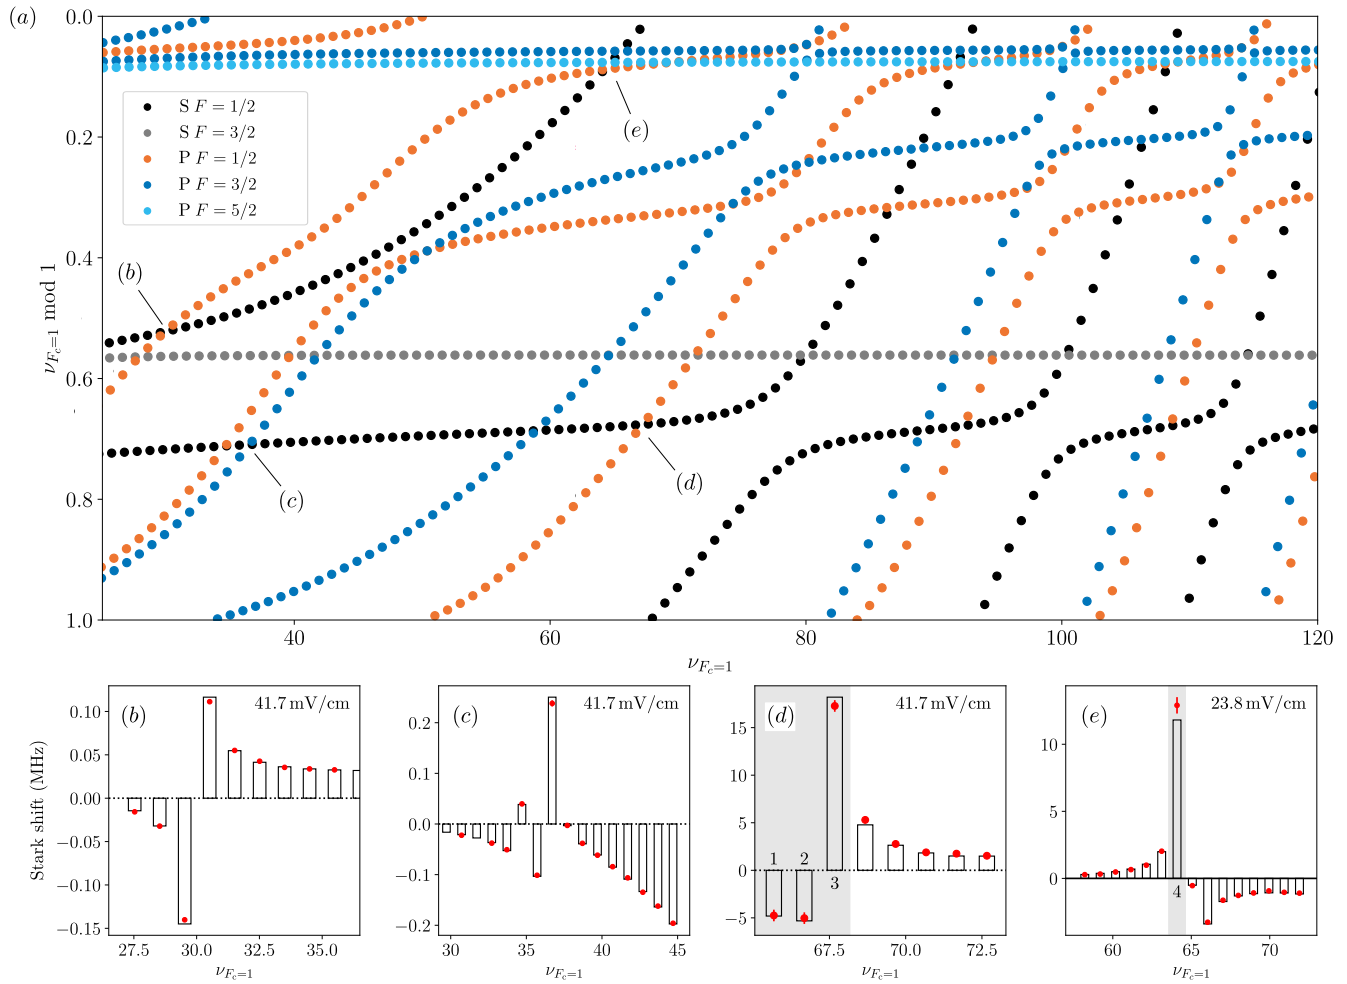 (a)
0.0
0.2
0.4
0.6
0.8
1.0
ν_{F_c=1} mod 1
S F = 1/2
S F = 3/2
P F = 1/2
P F = 3/2
P F = 5/2
(b)
(c)
(d)
(e)
40
60
80
100
120
ν_{F_c=1}
(b)
41.7 mV/cm
0.10
0.05
0.00
−0.05
−0.10
−0.15
Stark shift (MHz)
27.5
30.0
32.5
35.0
ν_{F_c=1}
(c)
41.7 mV/cm
0.2
0.1
0.0
−0.1
−0.2
30
35
40
45
ν_{F_c=1}
(d)
41.7 mV/cm
15
10
5
0
−5
1
2
3
67.5
70.0
72.5
ν_{F_c=1}
(e)
23.8 mV/cm
10
5
0
4
60
65
70
ν_{F_c=1}